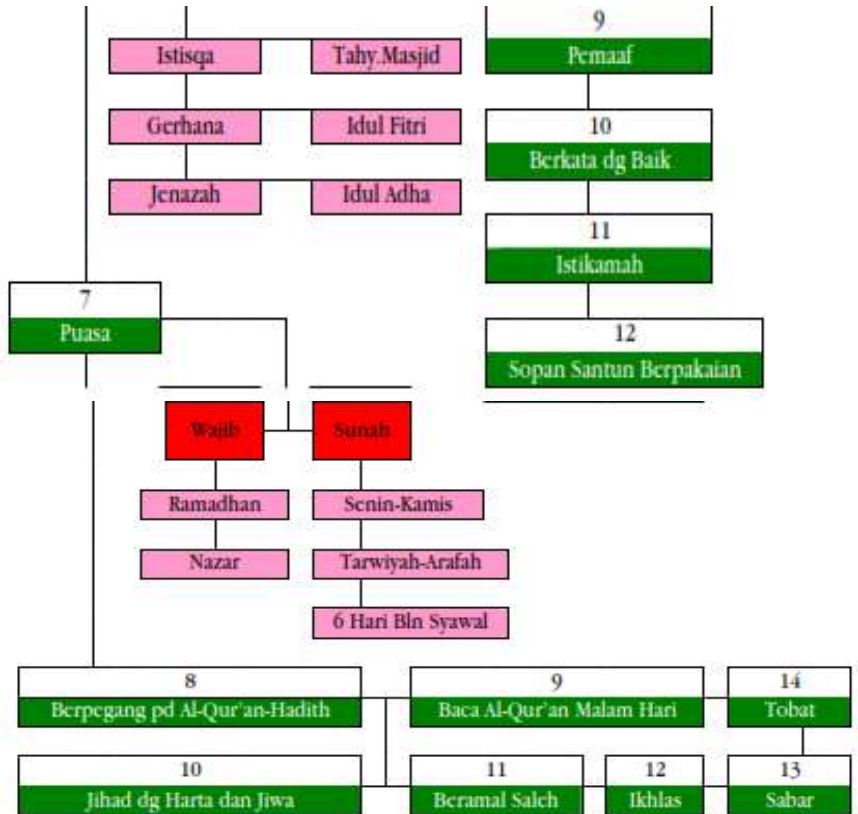 9
Istisqa Tahy.Masjid Pemaaf
Gerhana Idul Fitri 10
Berkata dg Baik
Jenazah Idul Adha
11
Istikamah
7
Puasa
12
Sopan Santun Berpakaian
Wajib Sunah
Ramadhan Senin-Kamis
Nazar Tarwiyah-Arafah
6 Hari Bln Syawal
8 9 14
Berpegang pd Al-Qur'an-Hadith Baca Al-Qur'an Malam Hari Tobat
10 11 12 13
Jihad dg Harta dan Jiwa Beramal Saleh Ikhlas Sabar